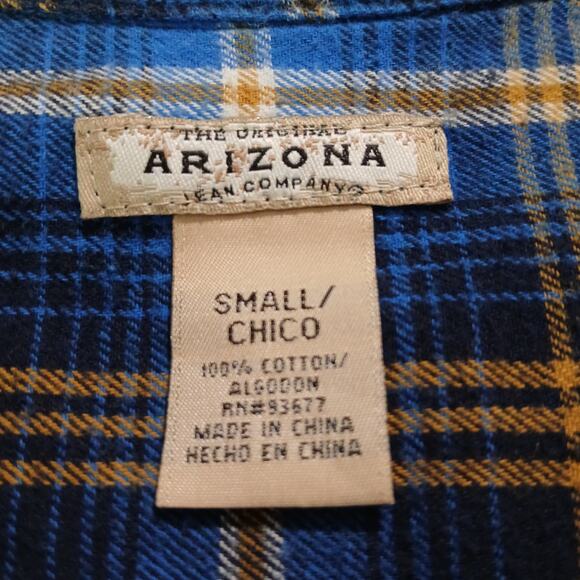 THE ORIGINAL
ARIZONA
JEAN COMPANY®
SMALL/
CHICO
100% COTTON/
ALGODON
RN#93677
MADE IN CHINA
HECHO EN CHINA